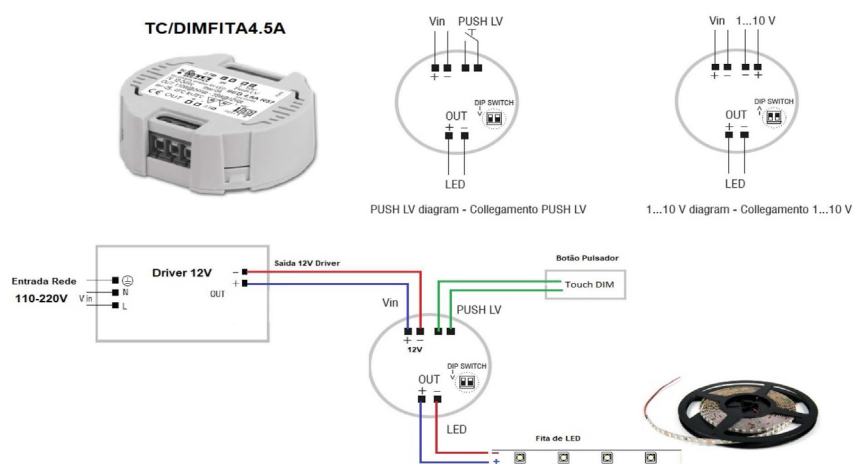 TC/DIMFITA4.5A
Vin PUSH LV
+ −
OUT
+ −
DIP SWITCH
LED
PUSH LV diagram - Collegamento PUSH LV
Vin 1...10 V
+ − − +
OUT
+ −
DIP SWITCH
LED
1...10 V diagram - Collegamento 1...10 V
Entrada Rede
110-220V
Vin
N
L
Driver 12V
−
+
OUT
Saida 12V Driver
Vin
PUSH LV
+ −
12V
Botão Pulsador
Touch DIM
DIP SWITCH
OUT
+ −
LED
Fita de LED
−
+